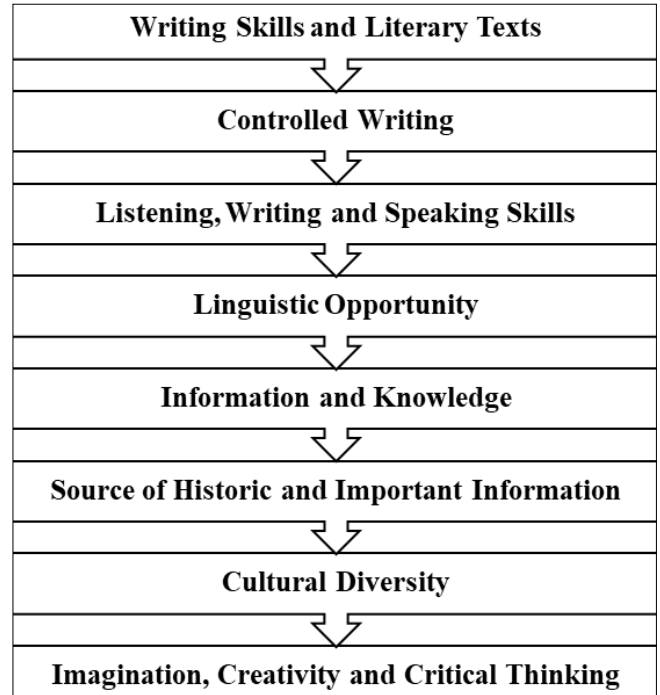 Writing Skills and Literary Texts
Controlled Writing
Listening, Writing and Speaking Skills
Linguistic Opportunity
Information and Knowledge
Source of Historic and Important Information
Cultural Diversity
Imagination, Creativity and Critical Thinking